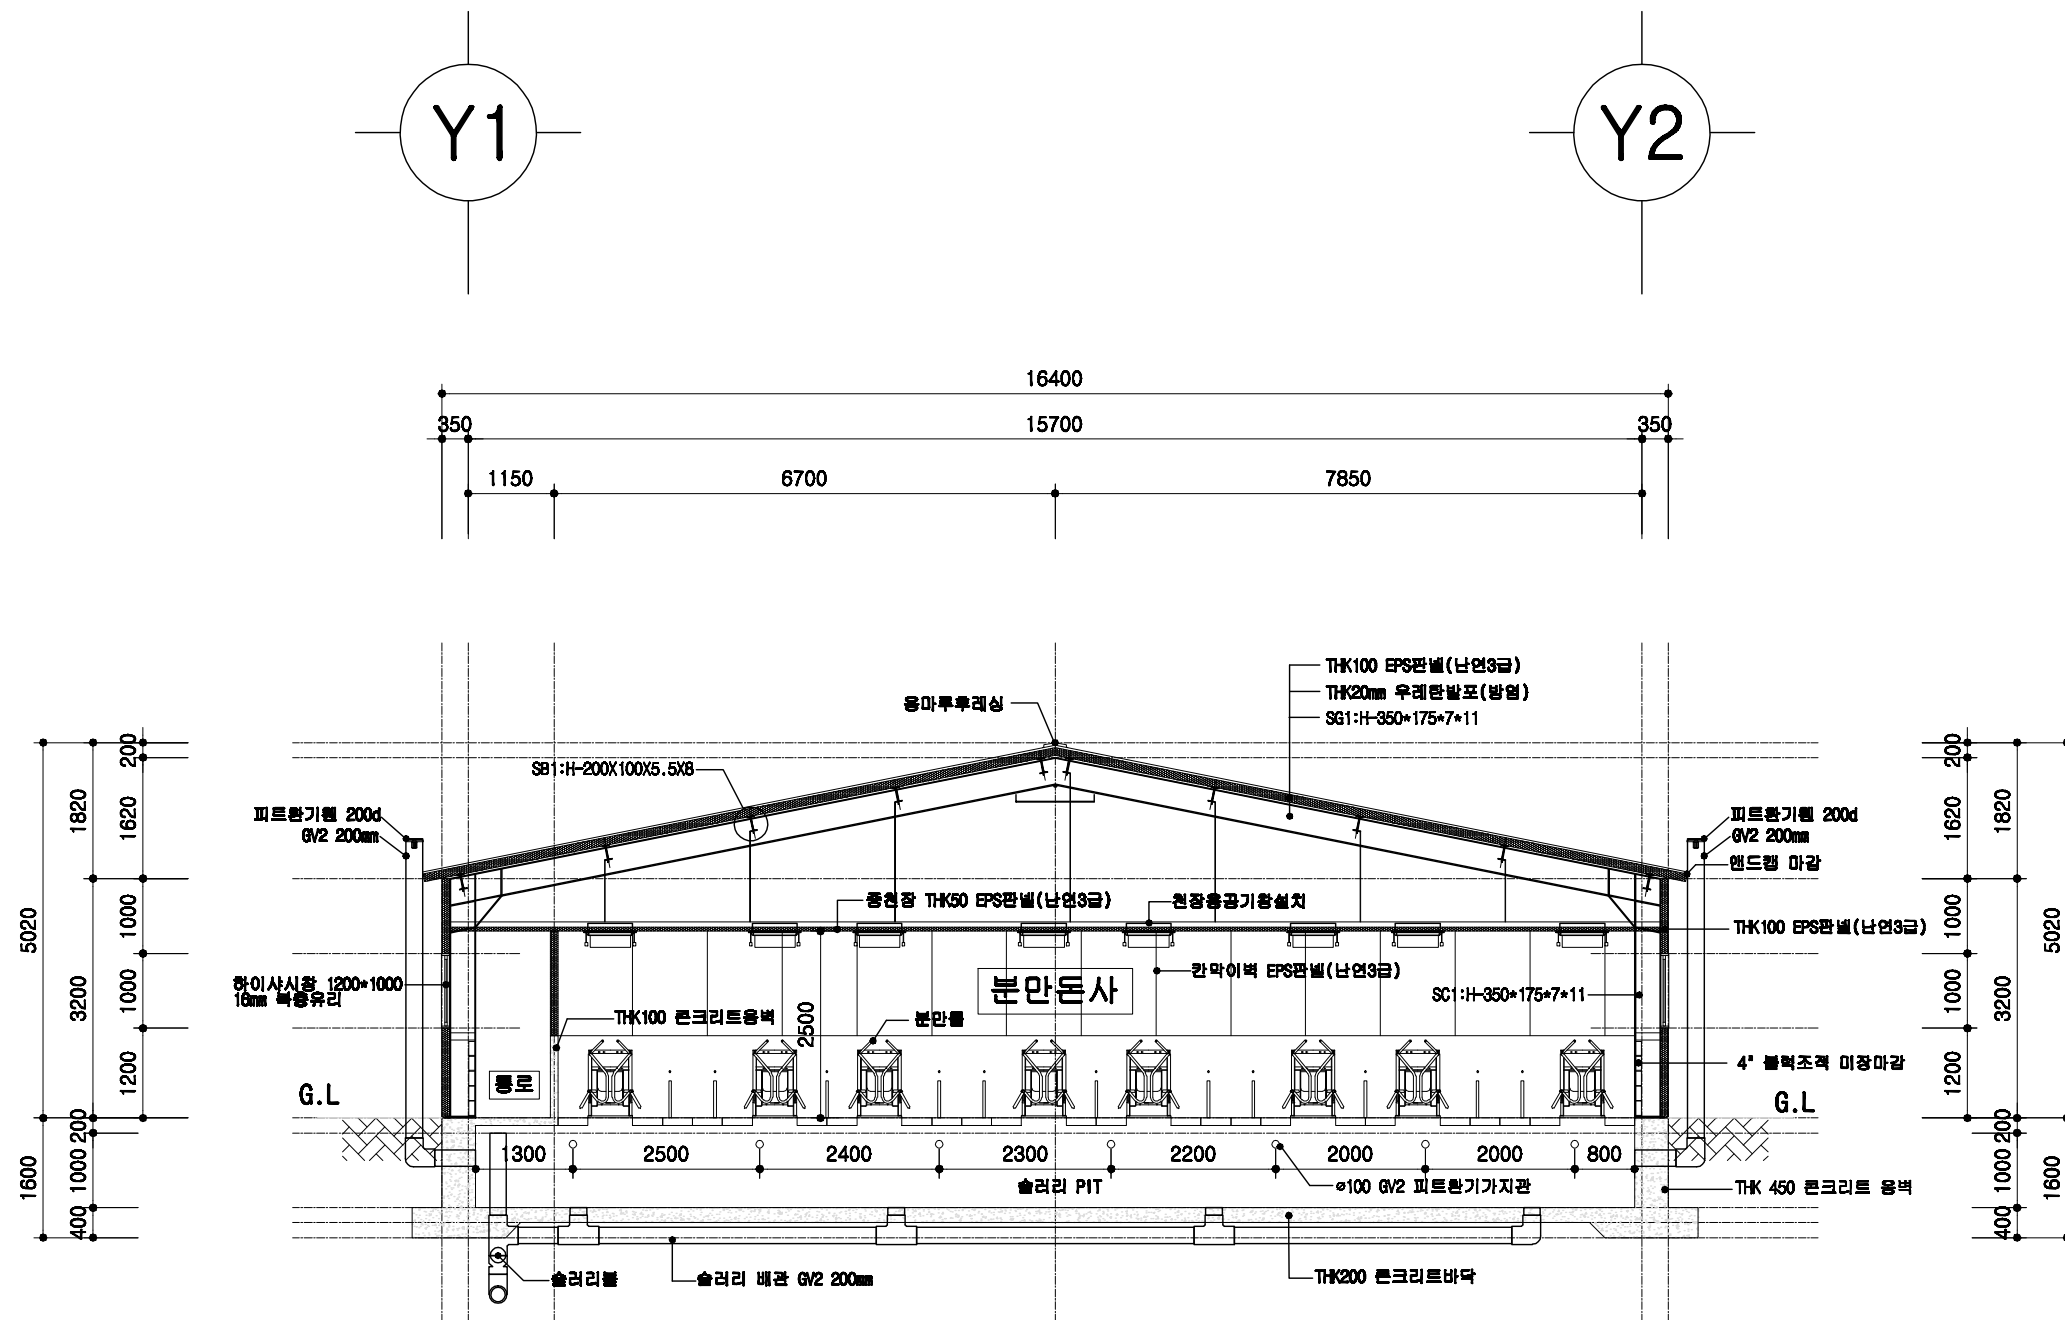 Y1
Y2
16400
350
15700
350
1150
6700
7850
THK100 EPS판넬(난연3급)
THK20mm 우레탄발포(방염)
SG1:H-350*175*7*11
용마루후레싱
SB1:H-200X100X5.5X8
피트환기휀 200d
GV2 200mm
피트환기휀 200d
GV2 200mm
앤드캡 마감
중천장 THK50 EPS판넬(난연3급)
천장용공기창설치
THK100 EPS판넬(난연3급)
칸막이벽 EPS판넬(난연3급)
분만돈사
하이샤시창 1200*1000
16mm 복층유리
SC1:H-350*175*7*11
THK100 콘크리트옹벽
2500
분만틀
4" 블럭조적 미장마감
통로
G.L
G.L
1300
2500
2400
2300
2200
2000
2000
800
슬러리 PIT
ø100 GV2 피트환기가지관
THK 450 콘크리트 옹벽
슬러리볼
슬러리 배관 GV2 200mm
THK200 콘크리트바닥
5020
1600
1820
3200
200
1000
400
200
1620
1000
1000
1200
200
1620
1000
1000
1200
1820
3200
200
1000
400
5020
1600